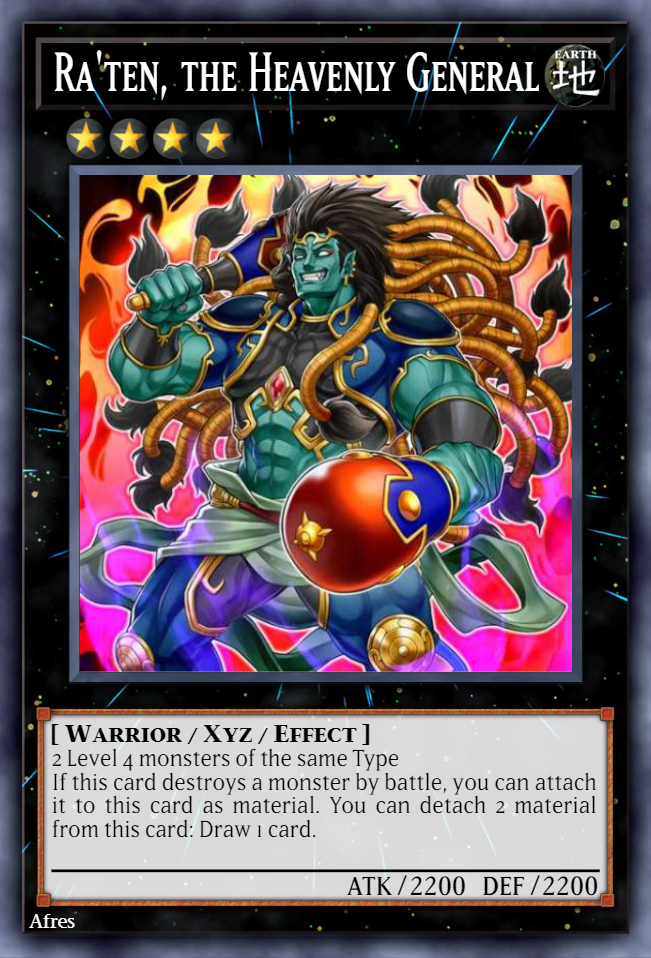 Ra'ten, the Heavenly General
EARTH
地
[ Warrior / Xyz / Effect ]
2 Level 4 monsters of the same Type
If this card destroys a monster by battle, you can attach
it to this card as material. You can detach 2 material
from this card: Draw 1 card.
ATK / 2200 DEF / 2200
Afres